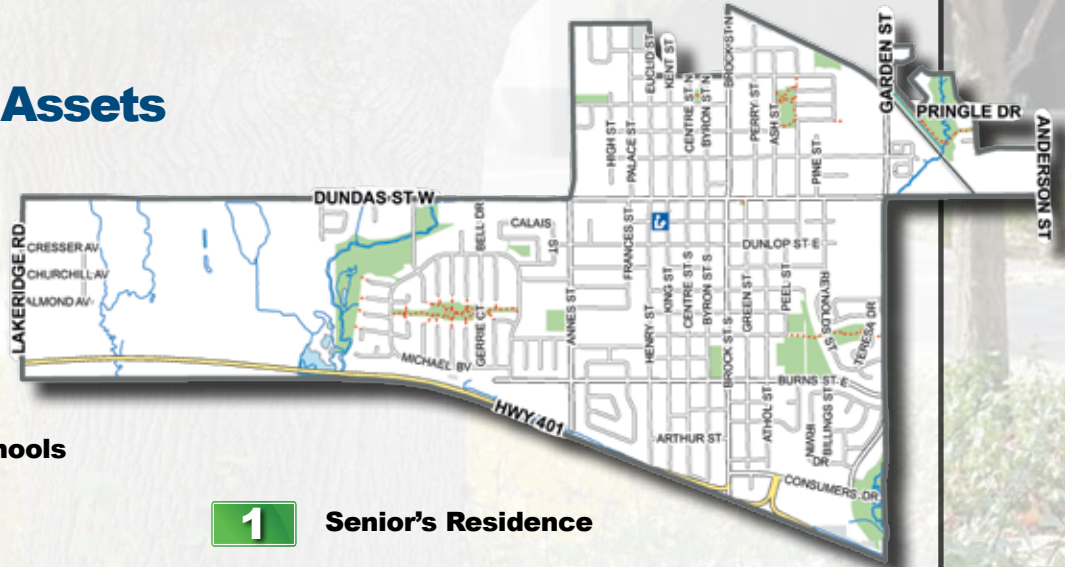 Assets
DUNDAS ST W
LAKERIDGE RD
CRESSER AV
CHURCHILL AV
ALMOND AV
BELL DR
CALAIS
ST
GERRIE CT
MICHAEL BV
ANNES ST
HWY 401
HIGH ST
PALACE ST
EUCLID ST
KENT ST
CENTRE ST N
BYRON ST N
BROCK ST N
PERRY ST
ASH ST
PINE ST
GARDEN ST
PRINGLE DR
ANDERSON ST
FRANCES ST
HENRY ST
KING ST
CENTRE ST S
BYRON ST S
BROCK ST S
GREEN ST
DUNLOP ST E
PEEL ST
REYNOLDS ST
TERESA DR
BURNS ST E
ATHOL ST
IRWIN
DR
BILLINGS ST
ARTHUR ST
CONSUMERS DR
hools
1 Senior's Residence